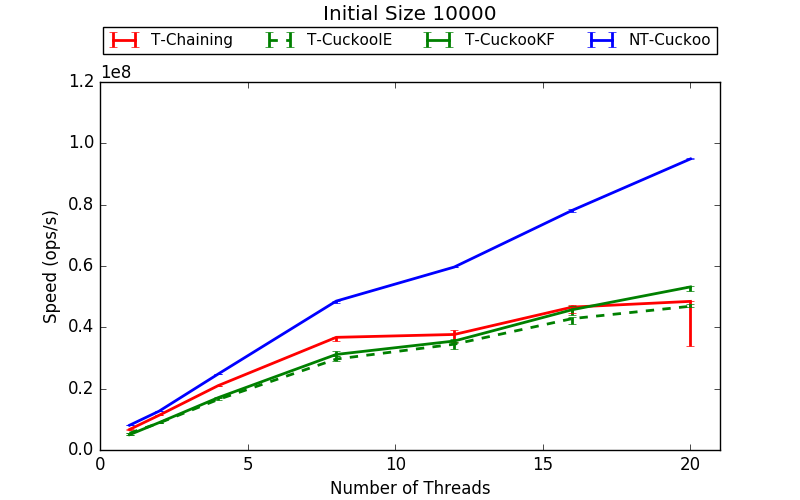 Initial Size 10000
T-Chaining T-CuckooIE T-CuckooKF NT-Cuckoo
1e8
1.2
1.0
0.8
0.6
0.4
0.2
0.0
Speed (ops/s)
0 5 10 15 20
Number of Threads